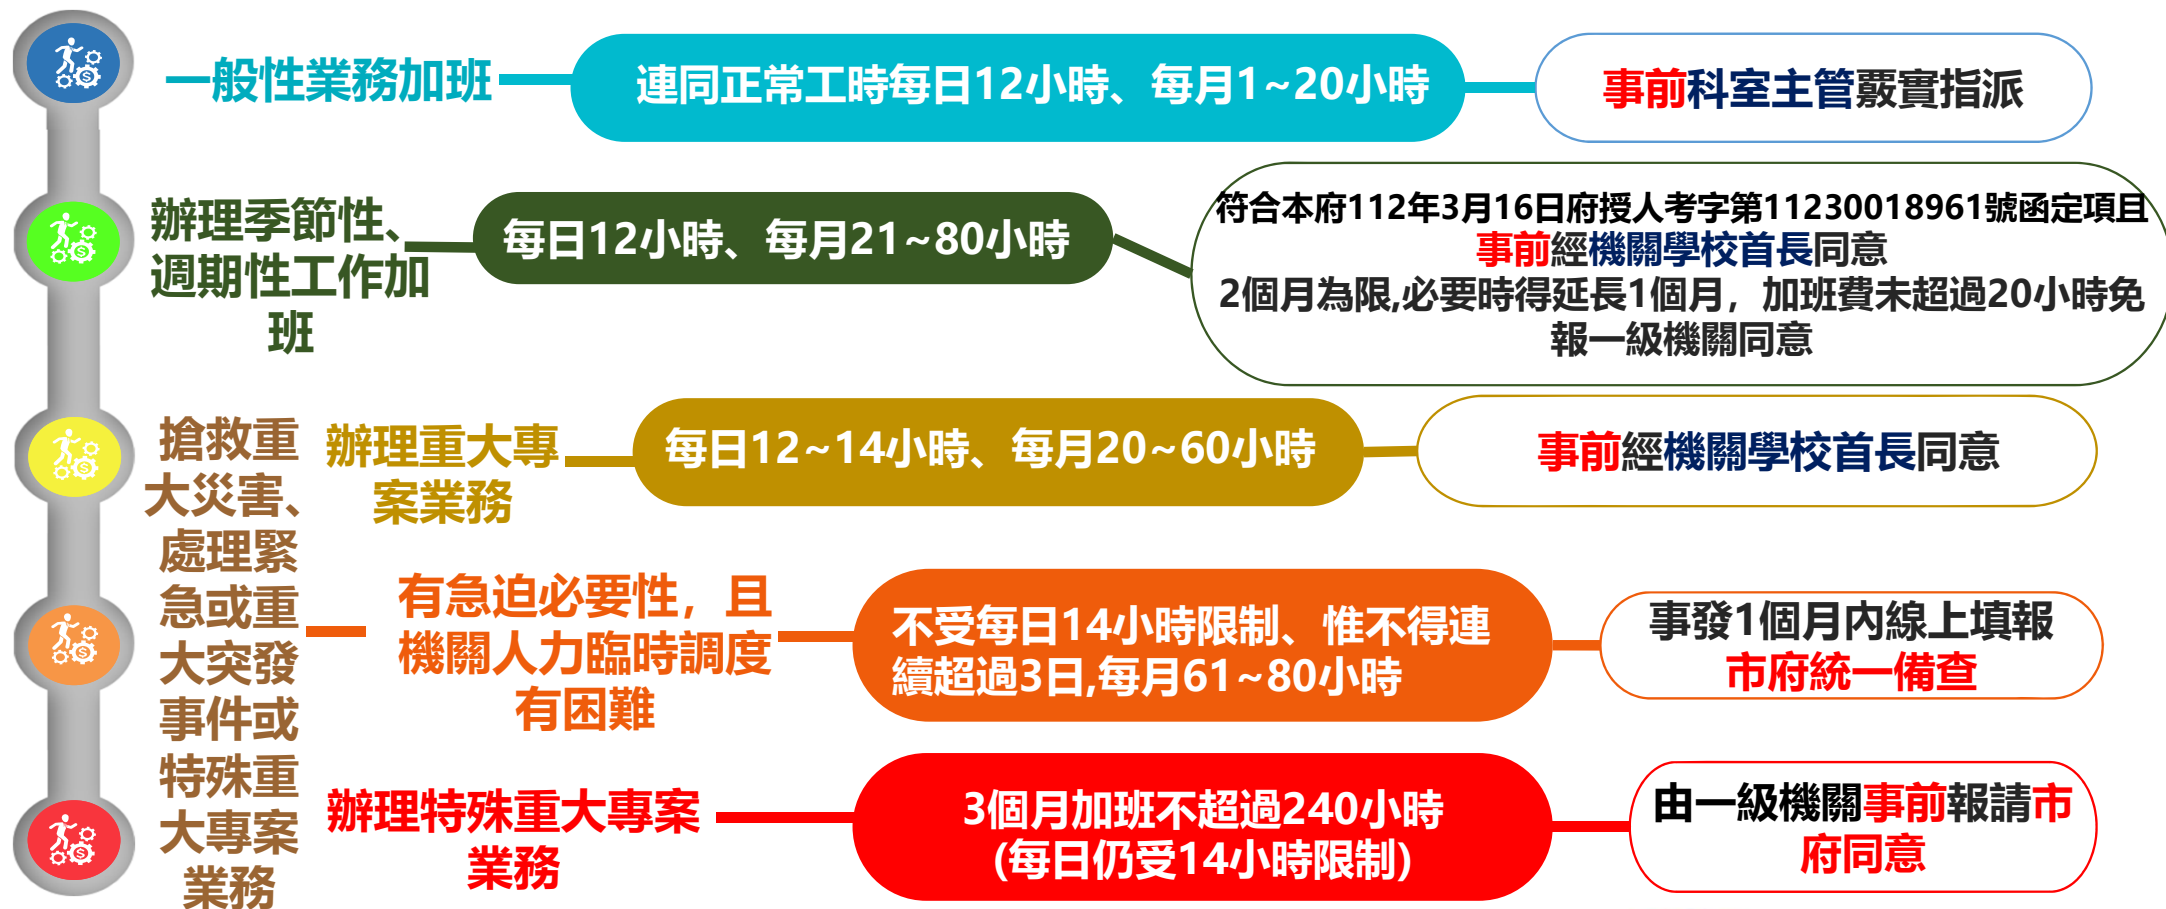 一般性業務加班
連同正常工時每日12小時、每月1~20小時
事前科室主管覈實指派
辦理季節性、
週期性工作加
班
每日12小時、每月21~80小時
符合本府112年3月16日府授人考字第11230018961號函定項且
事前經機關學校首長同意
2個月為限,必要時得延長1個月，加班費未超過20小時免
報一級機關同意
搶救重
大災害、
處理緊
急或重
大突發
事件或
特殊重
大專案
業務
辦理重大專
案業務
每日12~14小時、每月20~60小時
事前經機關學校首長同意
有急迫必要性，且
機關人力臨時調度
有困難
不受每日14小時限制、惟不得連
續超過3日,每月61~80小時
事發1個月內線上填報
市府統一備查
辦理特殊重大專案
業務
3個月加班不超過240小時
(每日仍受14小時限制)
由一級機關事前報請市
府同意